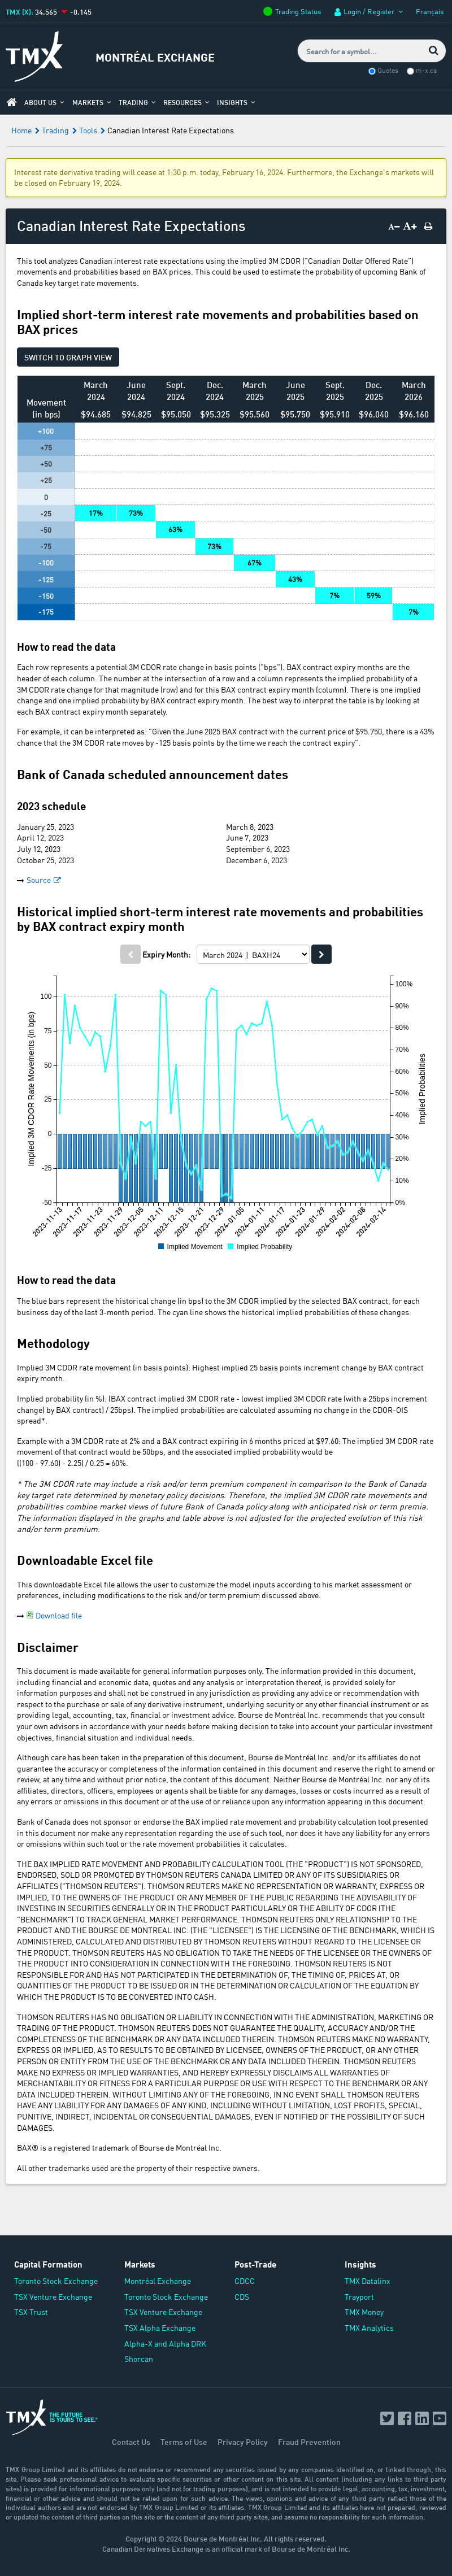 TMX (X): 34.565 -0.145
Trading Status
Login / Register
Français
TMX
MONTRÉAL EXCHANGE
Search for a symbol...
Quotes m-x.ca
ABOUT US MARKETS TRADING RESOURCES INSIGHTS
Home Trading Tools Canadian Interest Rate Expectations
Interest rate derivative trading will cease at 1:30 p.m. today, February 16, 2024. Furthermore, the Exchange's markets will
be closed on February 19, 2024.
Canadian Interest Rate Expectations
A− A+
This tool analyzes Canadian interest rate expectations using the implied 3M CDOR ("Canadian Dollar Offered Rate")
movements and probabilities based on BAX prices. This could be used to estimate the probability of upcoming Bank of
Canada key target rate movements.
Implied short-term interest rate movements and probabilities based on
BAX prices
SWITCH TO GRAPH VIEW
Movement (in bps) March 2024 June 2024 Sept. 2024 Dec. 2024 March 2025 June 2025 Sept. 2025 Dec. 2025 March 2026
$94.685 $94.825 $95.050 $95.325 $95.560 $95.750 $95.910 $96.040 $96.160
+100
+75
+50
+25
0
-25 17% 73%
-50 63%
-75 73%
-100 67%
-125 43%
-150 7% 59%
-175 7%
How to read the data
Each row represents a potential 3M CDOR rate change in basis points ("bps"). BAX contract expiry months are the
header of each column. The number at the intersection of a row and a column represents the implied probability of a
3M CDOR rate change for that magnitude (row) and for this BAX contract expiry month (column). There is one implied
change and one implied probability by BAX contract expiry month. The best way to interpret the table is by looking at
each BAX contract expiry month separately.
For example, it can be interpreted as: "Given the June 2025 BAX contract with the current price of $95.750, there is a 43%
chance that the 3M CDOR rate moves by -125 basis points by the time we reach the contract expiry".
Bank of Canada scheduled announcement dates
2023 schedule
January 25, 2023 March 8, 2023
April 12, 2023 June 7, 2023
July 12, 2023 September 6, 2023
October 25, 2023 December 6, 2023
Source
Historical implied short-term interest rate movements and probabilities
by BAX contract expiry month
Expiry Month: March 2024 | BAXH24
Implied 3M CDOR Rate Movements (in bps)
100
75
50
25
0
-25
-50
100%
90%
80%
70%
60%
50%
40%
30%
20%
10%
0%
Implied Probabilities
2023-11-13 2023-11-17 2023-11-23 2023-11-29 2023-12-05 2023-12-11 2023-12-15 2023-12-21 2023-12-29 2024-01-05 2024-01-11 2024-01-17 2024-01-23 2024-01-29 2024-02-02 2024-02-08 2024-02-14
Implied Movement Implied Probability
How to read the data
The blue bars represent the historical change (in bps) to the 3M CDOR implied by the selected BAX contract, for each
business day of the last 3-month period. The cyan line shows the historical implied probabilities of these changes.
Methodology
Implied 3M CDOR rate movement (in basis points): Highest implied 25 basis points increment change by BAX contract
expiry month.
Implied probability (in %): (BAX contract implied 3M CDOR rate - lowest implied 3M CDOR rate (with a 25bps increment
change) by BAX contract) / 25bps). The implied probabilities are calculated assuming no change in the CDOR-OIS
spread*.
Example with a 3M CDOR rate at 2% and a BAX contract expiring in 6 months priced at $97.60: The implied 3M CDOR rate
movement of that contract would be 50bps, and the associated implied probability would be
((100 - 97.60) - 2.25) / 0.25 = 60%.
* The 3M CDOR rate may include a risk and/or term premium component in comparison to the Bank of Canada
key target rate determined by monetary policy decisions. Therefore, the implied 3M CDOR rate movements and
probabilities combine market views of future Bank of Canada policy along with anticipated risk or term premia.
The information displayed in the graphs and table above is not adjusted for the projected evolution of this risk
and/or term premium.
Downloadable Excel file
This downloadable Excel file allows the user to customize the model inputs according to his market assessment or
preferences, including modifications to the risk and/or term premium discussed above.
Download file
Disclaimer
This document is made available for general information purposes only. The information provided in this document,
including financial and economic data, quotes and any analysis or interpretation thereof, is provided solely for
information purposes and shall not be construed in any jurisdiction as providing any advice or recommendation with
respect to the purchase or sale of any derivative instrument, underlying security or any other financial instrument or as
providing legal, accounting, tax, financial or investment advice. Bourse de Montréal Inc. recommends that you consult
your own advisors in accordance with your needs before making decision to take into account your particular investment
objectives, financial situation and individual needs.
Although care has been taken in the preparation of this document, Bourse de Montréal Inc. and/or its affiliates do not
guarantee the accuracy or completeness of the information contained in this document and reserve the right to amend or
review, at any time and without prior notice, the content of this document. Neither Bourse de Montréal Inc. nor any of its
affiliates, directors, officers, employees or agents shall be liable for any damages, losses or costs incurred as a result of
any errors or omissions in this document or of the use of or reliance upon any information appearing in this document.
Bank of Canada does not sponsor or endorse the BAX implied rate movement and probability calculation tool presented
in this document nor make any representation regarding the use of such tool, nor does it have any liability for any errors
or omissions within such tool or the rate movement probabilities it calculates.
THE BAX IMPLIED RATE MOVEMENT AND PROBABILITY CALCULATION TOOL (THE "PRODUCT") IS NOT SPONSORED,
ENDORSED, SOLD OR PROMOTED BY THOMSON REUTERS CANADA LIMITED OR ANY OF ITS SUBSIDIARIES OR
AFFILIATES ("THOMSON REUTERS"). THOMSON REUTERS MAKE NO REPRESENTATION OR WARRANTY, EXPRESS OR
IMPLIED, TO THE OWNERS OF THE PRODUCT OR ANY MEMBER OF THE PUBLIC REGARDING THE ADVISABILITY OF
INVESTING IN SECURITIES GENERALLY OR IN THE PRODUCT PARTICULARLY OR THE ABILITY OF CDOR (THE
"BENCHMARK") TO TRACK GENERAL MARKET PERFORMANCE. THOMSON REUTERS ONLY RELATIONSHIP TO THE
PRODUCT AND THE BOURSE DE MONTREAL INC. (THE "LICENSEE") IS THE LICENSING OF THE BENCHMARK, WHICH IS
ADMINISTERED, CALCULATED AND DISTRIBUTED BY THOMSON REUTERS WITHOUT REGARD TO THE LICENSEE OR
THE PRODUCT. THOMSON REUTERS HAS NO OBLIGATION TO TAKE THE NEEDS OF THE LICENSEE OR THE OWNERS OF
THE PRODUCT INTO CONSIDERATION IN CONNECTION WITH THE FOREGOING. THOMSON REUTERS IS NOT
RESPONSIBLE FOR AND HAS NOT PARTICIPATED IN THE DETERMINATION OF, THE TIMING OF, PRICES AT, OR
QUANTITIES OF THE PRODUCT TO BE ISSUED OR IN THE DETERMINATION OR CALCULATION OF THE EQUATION BY
WHICH THE PRODUCT IS TO BE CONVERTED INTO CASH.
THOMSON REUTERS HAS NO OBLIGATION OR LIABILITY IN CONNECTION WITH THE ADMINISTRATION, MARKETING OR
TRADING OF THE PRODUCT. THOMSON REUTERS DOES NOT GUARANTEE THE QUALITY, ACCURACY AND/OR THE
COMPLETENESS OF THE BENCHMARK OR ANY DATA INCLUDED THEREIN. THOMSON REUTERS MAKE NO WARRANTY,
EXPRESS OR IMPLIED, AS TO RESULTS TO BE OBTAINED BY LICENSEE, OWNERS OF THE PRODUCT, OR ANY OTHER
PERSON OR ENTITY FROM THE USE OF THE BENCHMARK OR ANY DATA INCLUDED THEREIN. THOMSON REUTERS
MAKE NO EXPRESS OR IMPLIED WARRANTIES, AND HEREBY EXPRESSLY DISCLAIMS ALL WARRANTIES OF
MERCHANTABILITY OR FITNESS FOR A PARTICULAR PURPOSE OR USE WITH RESPECT TO THE BENCHMARK OR ANY
DATA INCLUDED THEREIN. WITHOUT LIMITING ANY OF THE FOREGOING, IN NO EVENT SHALL THOMSON REUTERS
HAVE ANY LIABILITY FOR ANY DAMAGES OF ANY KIND, INCLUDING WITHOUT LIMITATION, LOST PROFITS, SPECIAL,
PUNITIVE, INDIRECT, INCIDENTAL OR CONSEQUENTIAL DAMAGES, EVEN IF NOTIFIED OF THE POSSIBILITY OF SUCH
DAMAGES.
BAX® is a registered trademark of Bourse de Montréal Inc.
All other trademarks used are the property of their respective owners.
Capital Formation Markets Post-Trade Insights
Toronto Stock Exchange Montréal Exchange CDCC TMX Datalinx
TSX Venture Exchange Toronto Stock Exchange CDS Trayport
TSX Trust TSX Venture Exchange TMX Money
TSX Alpha Exchange TMX Analytics
Alpha-X and Alpha DRK
Shorcan
TMX THE FUTURE
IS YOURS TO SEE.®
Contact Us Terms of Use Privacy Policy Fraud Prevention
TMX Group Limited and its affiliates do not endorse or recommend any securities issued by any companies identified on, or linked through, this
site. Please seek professional advice to evaluate specific securities or other content on this site. All content (including any links to third party
sites) is provided for informational purposes only (and not for trading purposes), and is not intended to provide legal, accounting, tax, investment,
financial or other advice and should not be relied upon for such advice. The views, opinions and advice of any third party reflect those of the
individual authors and are not endorsed by TMX Group Limited or its affiliates. TMX Group Limited and its affiliates have not prepared, reviewed
or updated the content of third parties on this site or the content of any third party sites, and assume no responsibility for such information.
Copyright © 2024 Bourse de Montréal Inc. All rights reserved.
Canadian Derivatives Exchange is an official mark of Bourse de Montréal Inc.